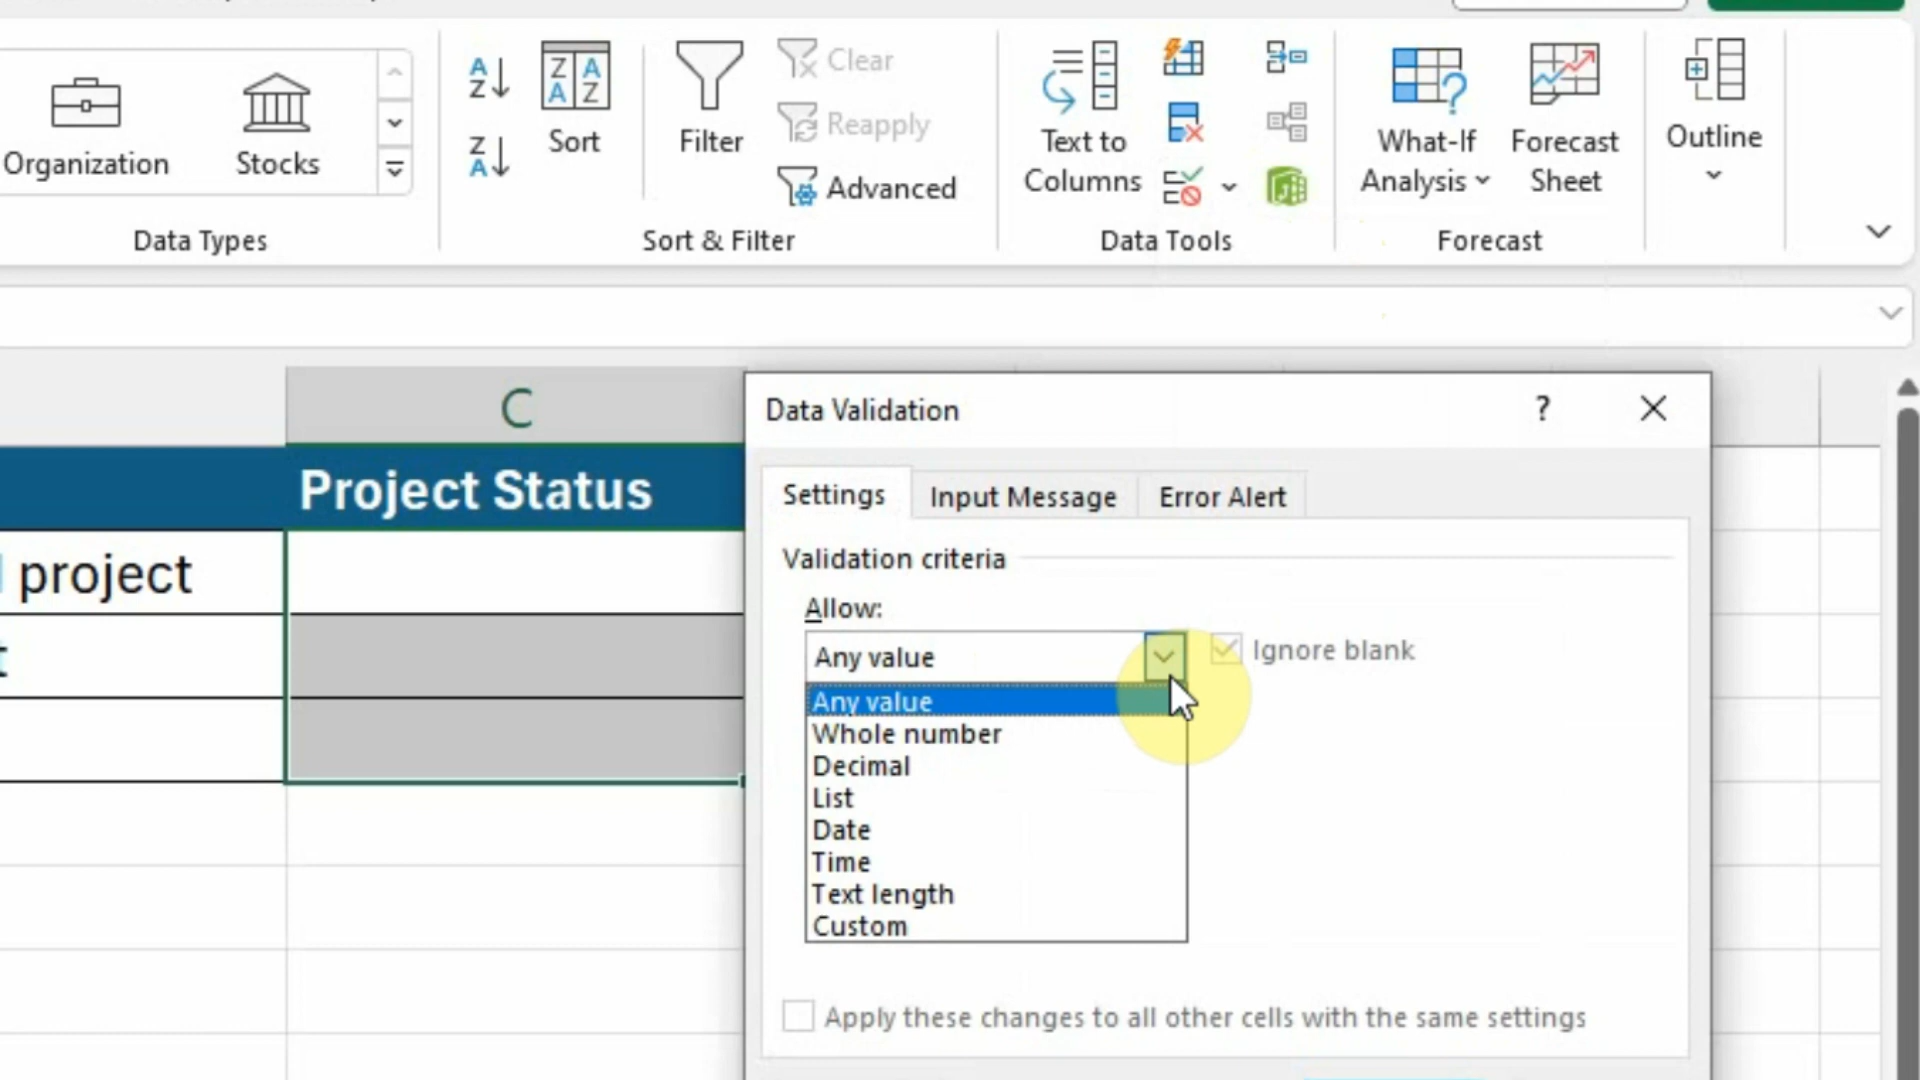 Organization
Stocks
Data Types
Sort
Filter
Clear
Reapply
Advanced
Sort & Filter
Text to
Columns
Data Tools
What-If
Analysis
Forecast
Sheet
Forecast
Outline
C
Project Status
project
t
Data Validation
?
Settings
Input Message
Error Alert
Validation criteria
Allow:
Any value
Ignore blank
Any value
Whole number
Decimal
List
Date
Time
Text length
Custom
Apply these changes to all other cells with the same settings